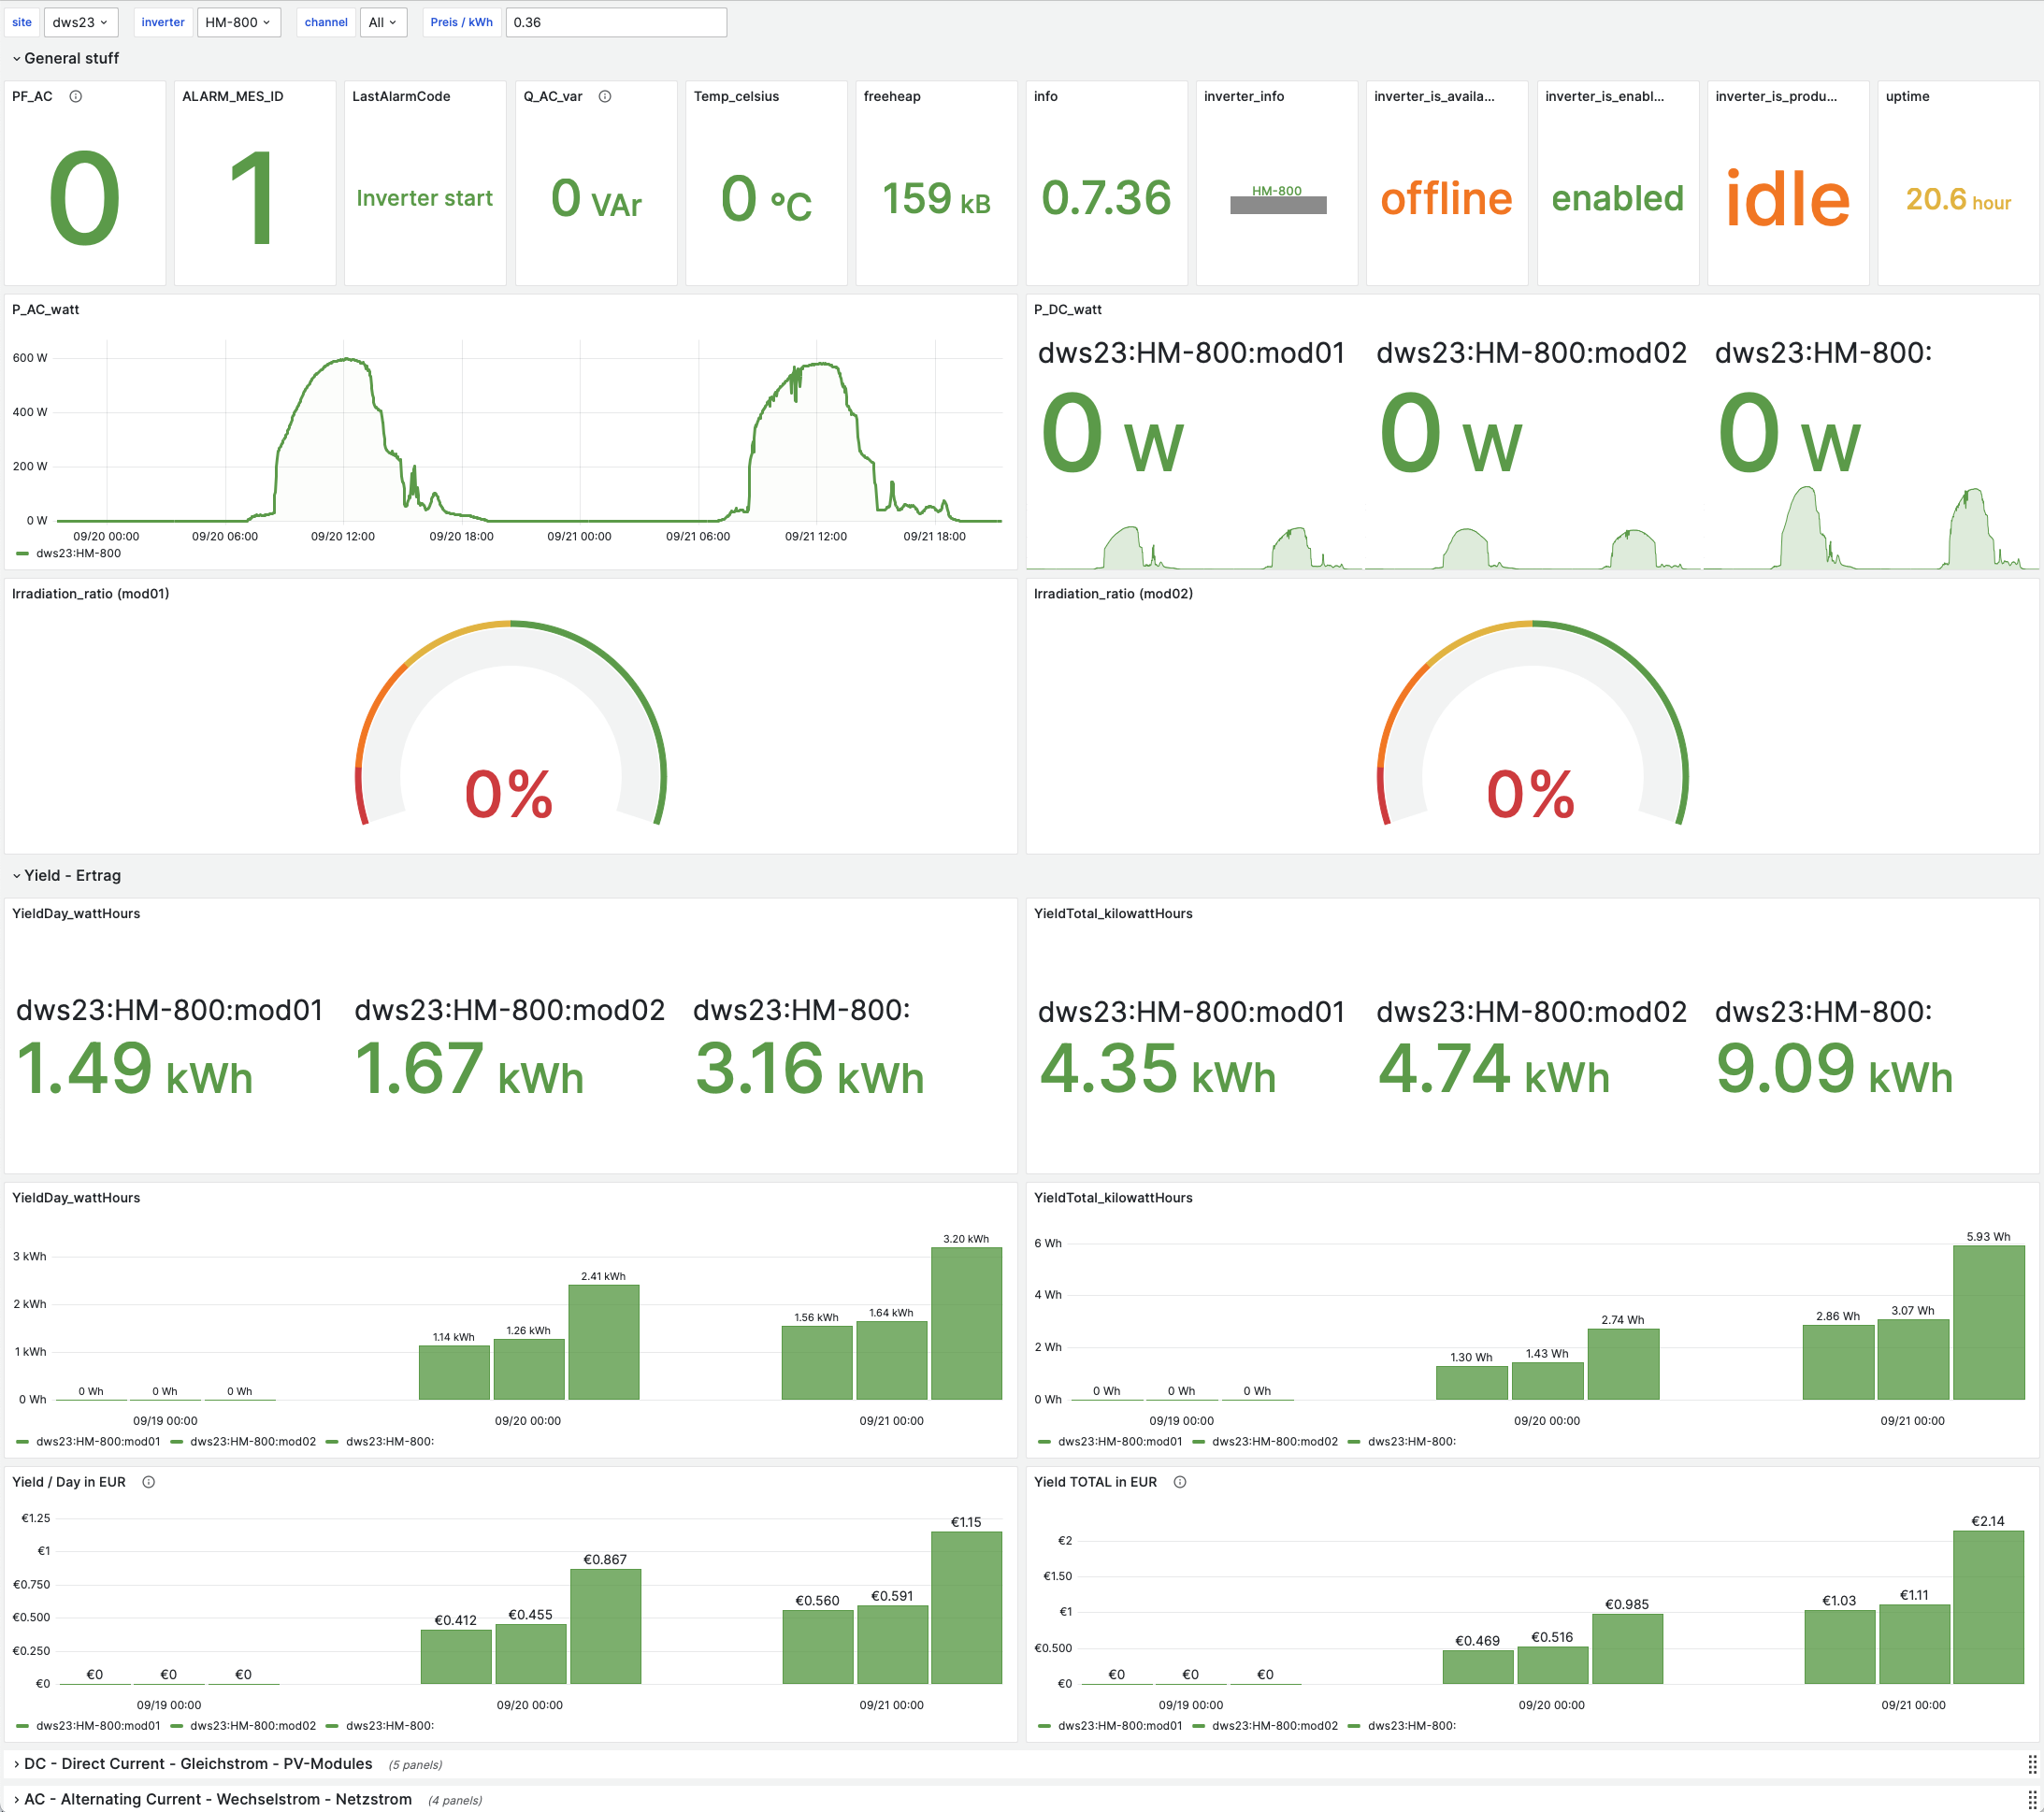 site dws23 inverter HM-800 channel All Preis / kWh 0.36
General stuff
PF_AC
0
ALARM_MES_ID
1
LastAlarmCode
Inverter start
Q_AC_var
0 VAr
Temp_celsius
0 °C
freeheap
159 kB
info
0.7.36
inverter_info
HM-800
inverter_is_availa...
offline
inverter_is_enabl...
enabled
inverter_is_produ...
idle
uptime
20.6 hour
P_AC_watt
600 W
400 W
200 W
0 W
09/20 00:00 09/20 06:00 09/20 12:00 09/20 18:00 09/21 00:00 09/21 06:00 09/21 12:00 09/21 18:00
dws23:HM-800
P_DC_watt
dws23:HM-800:mod01 dws23:HM-800:mod02 dws23:HM-800:
0 W 0 W 0 W
Irradiation_ratio (mod01)
0%
Irradiation_ratio (mod02)
0%
Yield - Ertrag
YieldDay_wattHours
dws23:HM-800:mod01 dws23:HM-800:mod02 dws23:HM-800:
1.49 kWh 1.67 kWh 3.16 kWh
YieldTotal_kilowattHours
dws23:HM-800:mod01 dws23:HM-800:mod02 dws23:HM-800:
4.35 kWh 4.74 kWh 9.09 kWh
YieldDay_wattHours
3 kWh
2 kWh
1 kWh
0 Wh
0 Wh 0 Wh 0 Wh
1.14 kWh 1.26 kWh 2.41 kWh
1.56 kWh 1.64 kWh 3.20 kWh
09/19 00:00 09/20 00:00 09/21 00:00
dws23:HM-800:mod01 dws23:HM-800:mod02 dws23:HM-800:
YieldTotal_kilowattHours
6 Wh
4 Wh
2 Wh
0 Wh
0 Wh 0 Wh 0 Wh
1.30 Wh 1.43 Wh 2.74 Wh
2.86 Wh 3.07 Wh 5.93 Wh
09/19 00:00 09/20 00:00 09/21 00:00
dws23:HM-800:mod01 dws23:HM-800:mod02 dws23:HM-800:
Yield / Day in EUR
€1.25
€1
€0.750
€0.500
€0.250
€0
€0 €0 €0
€0.412 €0.455 €0.867
€0.560 €0.591 €1.15
09/19 00:00 09/20 00:00 09/21 00:00
dws23:HM-800:mod01 dws23:HM-800:mod02 dws23:HM-800:
Yield TOTAL in EUR
€2
€1.50
€1
€0.500
€0
€0 €0 €0
€0.469 €0.516 €0.985
€1.03 €1.11 €2.14
09/19 00:00 09/20 00:00 09/21 00:00
dws23:HM-800:mod01 dws23:HM-800:mod02 dws23:HM-800:
DC - Direct Current - Gleichstrom - PV-Modules (5 panels)
AC - Alternating Current - Wechselstrom - Netzstrom (4 panels)